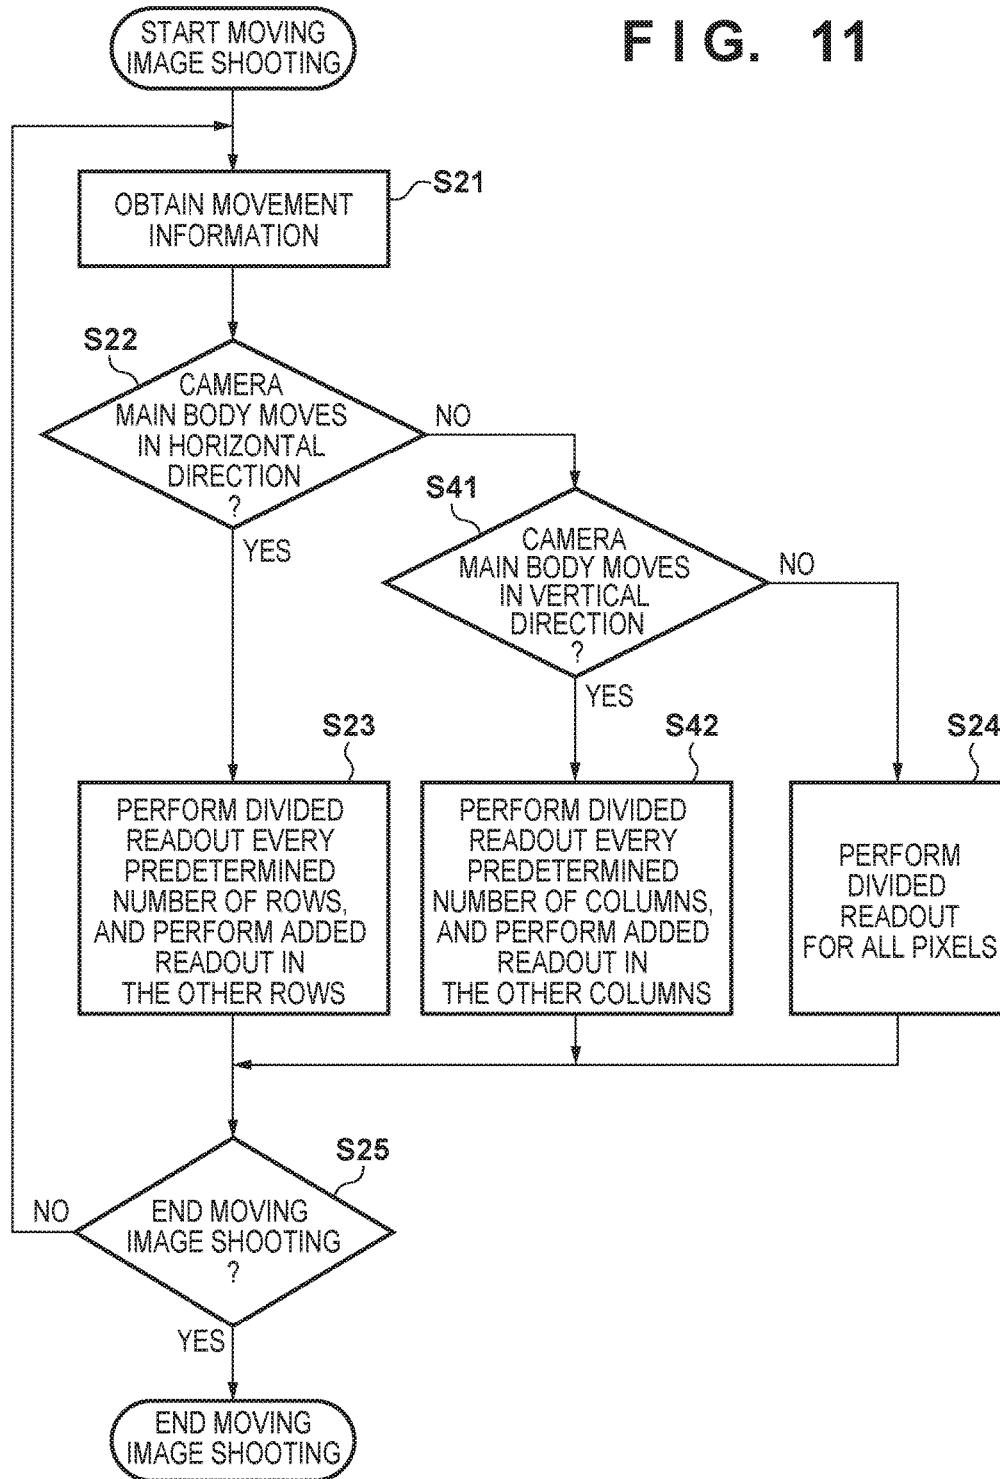 FIG. 11
START MOVING
IMAGE SHOOTING
S21
OBTAIN MOVEMENT
INFORMATION
S22
CAMERA
MAIN BODY MOVES
IN HORIZONTAL
DIRECTION
?
NO
YES
S41
CAMERA
MAIN BODY MOVES
IN VERTICAL
DIRECTION
?
NO
YES
S23
PERFORM DIVIDED
READOUT EVERY
PREDETERMINED
NUMBER OF ROWS,
AND PERFORM ADDED
READOUT IN
THE OTHER ROWS
S42
PERFORM DIVIDED
READOUT EVERY
PREDETERMINED
NUMBER OF COLUMNS,
AND PERFORM ADDED
READOUT IN
THE OTHER COLUMNS
S24
PERFORM
DIVIDED
READOUT
FOR ALL PIXELS
S25
END MOVING
IMAGE SHOOTING
?
NO
YES
END MOVING
IMAGE SHOOTING